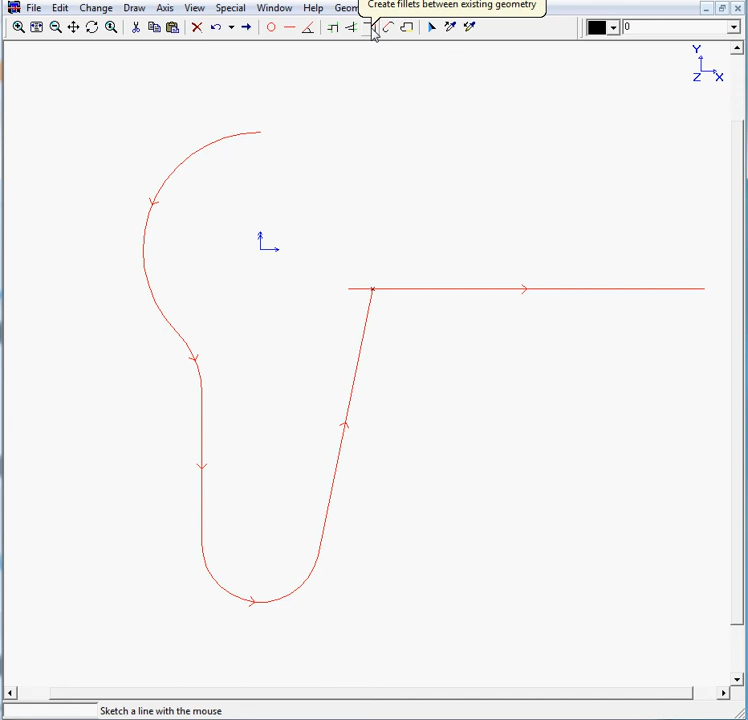 Create fillets between existing geometry
File Edit Change Draw Axis View Special Window Help
0
Y
Z X
Sketch a line with the mouse